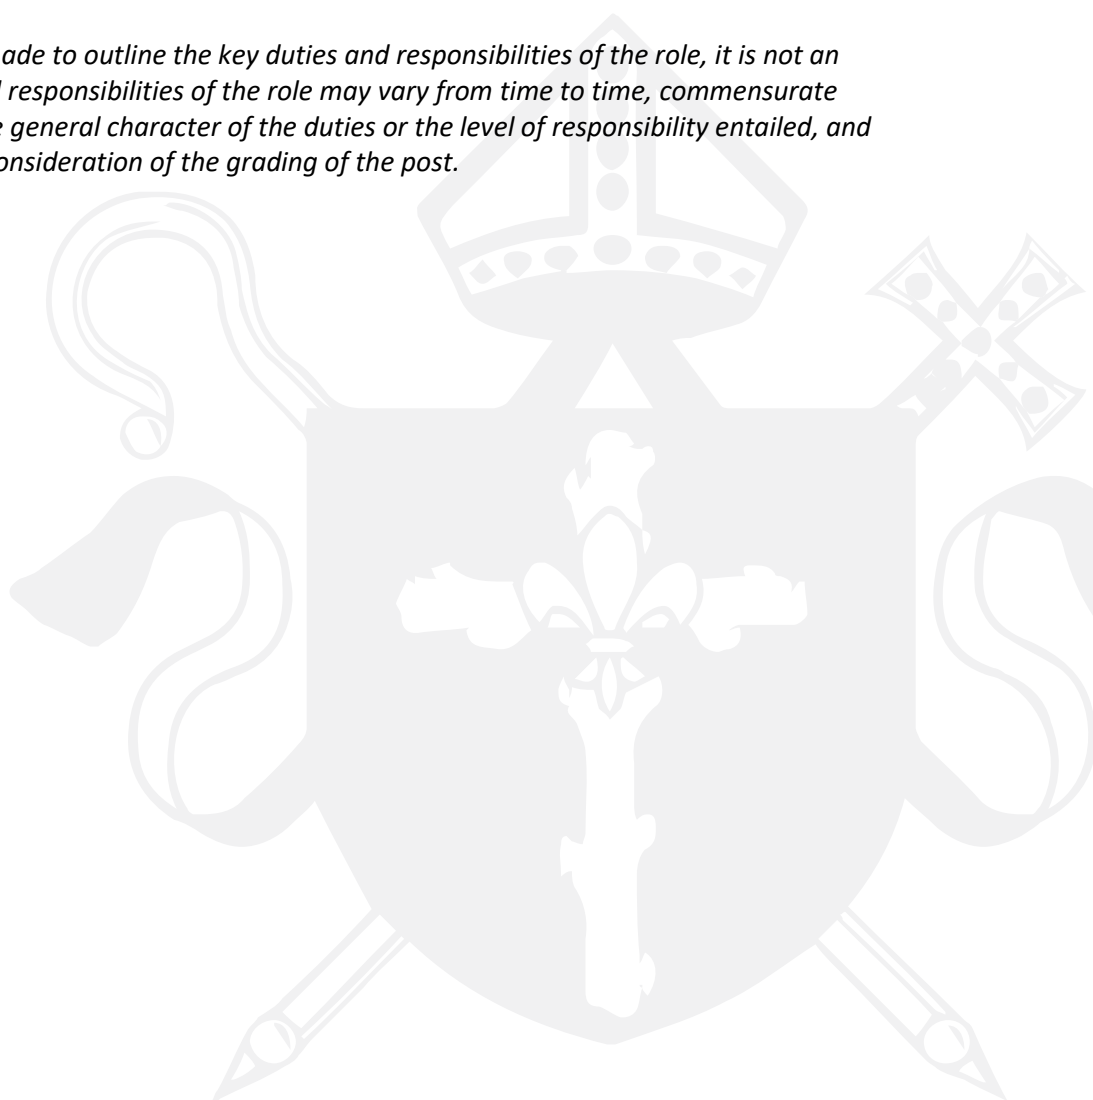 ade to outline the key duties and responsibilities of the role, it is not an
responsibilities of the role may vary from time to time, commensurate
general character of the duties or the level of responsibility entailed, and
onsideration of the grading of the post.